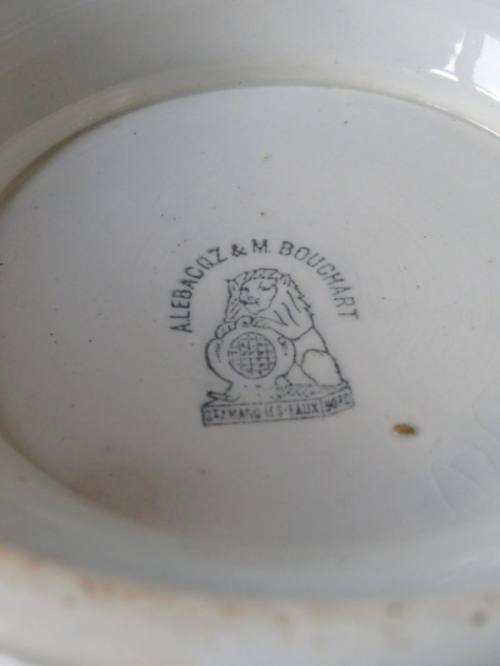 A.LEBACQZ & M. BOUCHART
ST AMAND LES-EAUX NORD